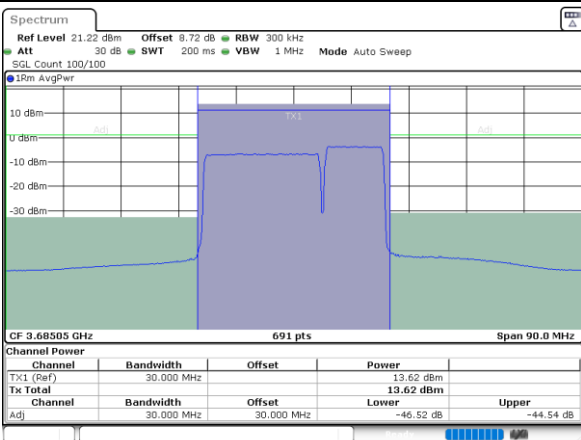 Spectrum
Ref Level 21.22 dBm Offset 8.72 dB RBW 300 kHz
Att 30 dB SWT 200 ms VBW 1 MHz Mode Auto Sweep
SGL Count 100/100
1Rm AvgPwr
10 dBm
TX1
Adj Adj
0 dBm
-10 dBm
-20 dBm
-30 dBm
CF 3.68505 GHz 691 pts Span 90.0 MHz
Channel Power
Channel Bandwidth Offset Power
TX1 (Ref) 30.000 MHz 13.62 dBm
Tx Total 13.62 dBm
Channel Bandwidth Offset Lower Upper
Adj 30.000 MHz 30.000 MHz -46.52 dB -44.54 dB